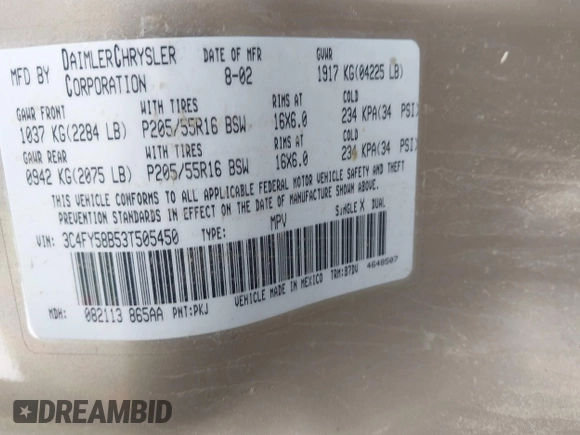 MFD BY DAIMLERCHRYSLER CORPORATION DATE OF MFR 8-02 GVWR 1917 KG(04225 LB)
GAWR FRONT WITH TIRES RIMS AT COLD
1037 KG(2284 LB) P205/55R16 BSW 16X6.0 234 KPA(34 PSI)
GAWR REAR WITH TIRES RIMS AT COLD
0942 KG(2075 LB) P205/55R16 BSW 16X6.0 234 KPA(34 PSI)
THIS VEHICLE CONFORMS TO ALL APPLICABLE FEDERAL MOTOR VEHICLE SAFETY AND THEFT
PREVENTION STANDARDS IN EFFECT ON THE DATE OF MANUFACTURE SHOWN ABOVE.
VIN: 3C4FY58B53T505450 TYPE: MPV SINGLE X DUAL
MDH: 082113 865AA PNT:PKJ VEHICLE MADE IN MEXICO TRM:B7DV 4648507
DREAMBID